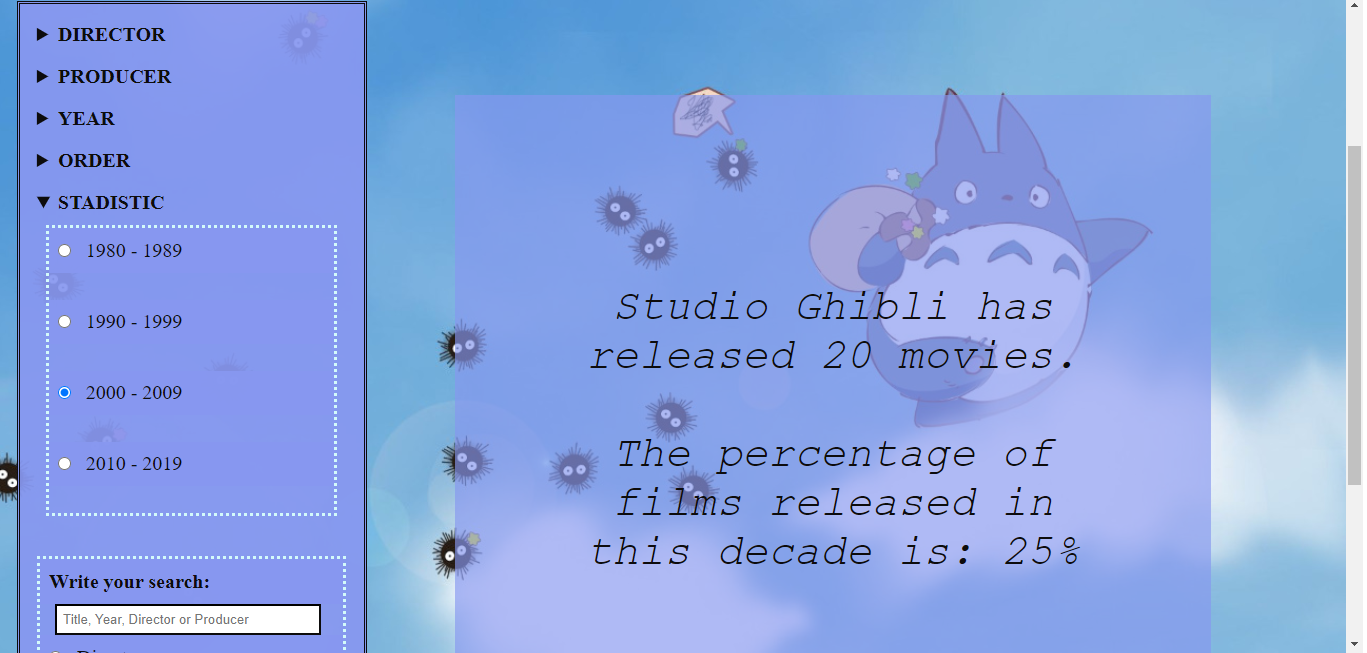 DIRECTOR
PRODUCER
YEAR
ORDER
STADISTIC
1980 - 1989
1990 - 1999
2000 - 2009
2010 - 2019
Write your search:
Title, Year, Director or Producer
Studio Ghibli has
released 20 movies.
The percentage of
films released in
this decade is: 25%